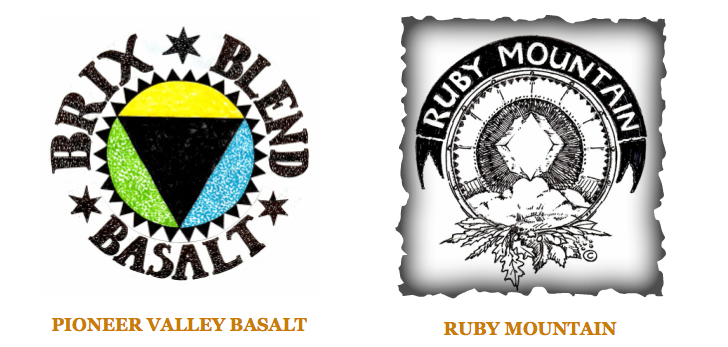 BRIX BLEND
BASALT
PIONEER VALLEY BASALT
RUBY MOUNTAIN
©
RUBY MOUNTAIN